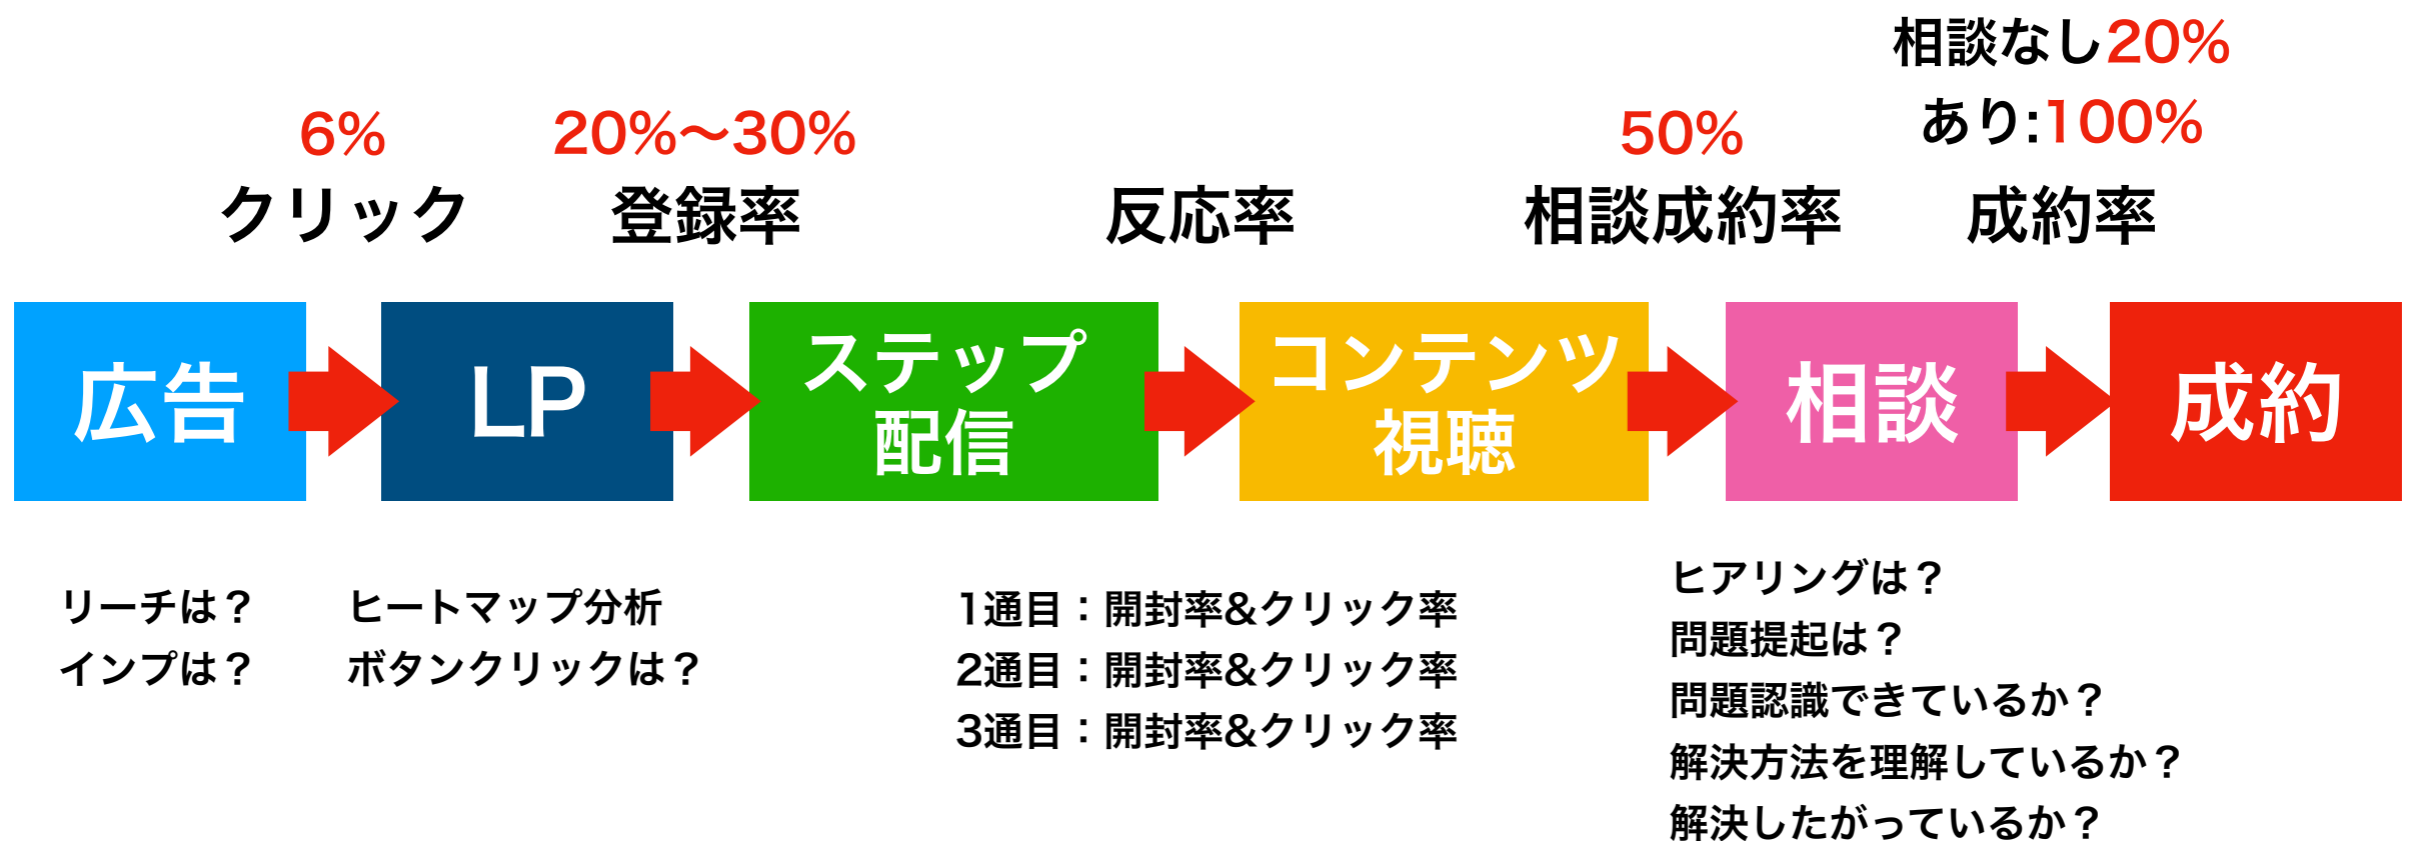 相談なし20%
あり:100%
6%
20%〜30%
50%
クリック
登録率
反応率
相談成約率
成約率
広告
LP
ステップ
配信
コンテンツ
視聴
相談
成約
リーチは？
インプは？
ヒートマップ分析
ボタンクリックは？
1通目：開封率&クリック率
2通目：開封率&クリック率
3通目：開封率&クリック率
ヒアリングは？
問題提起は？
問題認識できているか？
解決方法を理解しているか？
解決したがっているか？